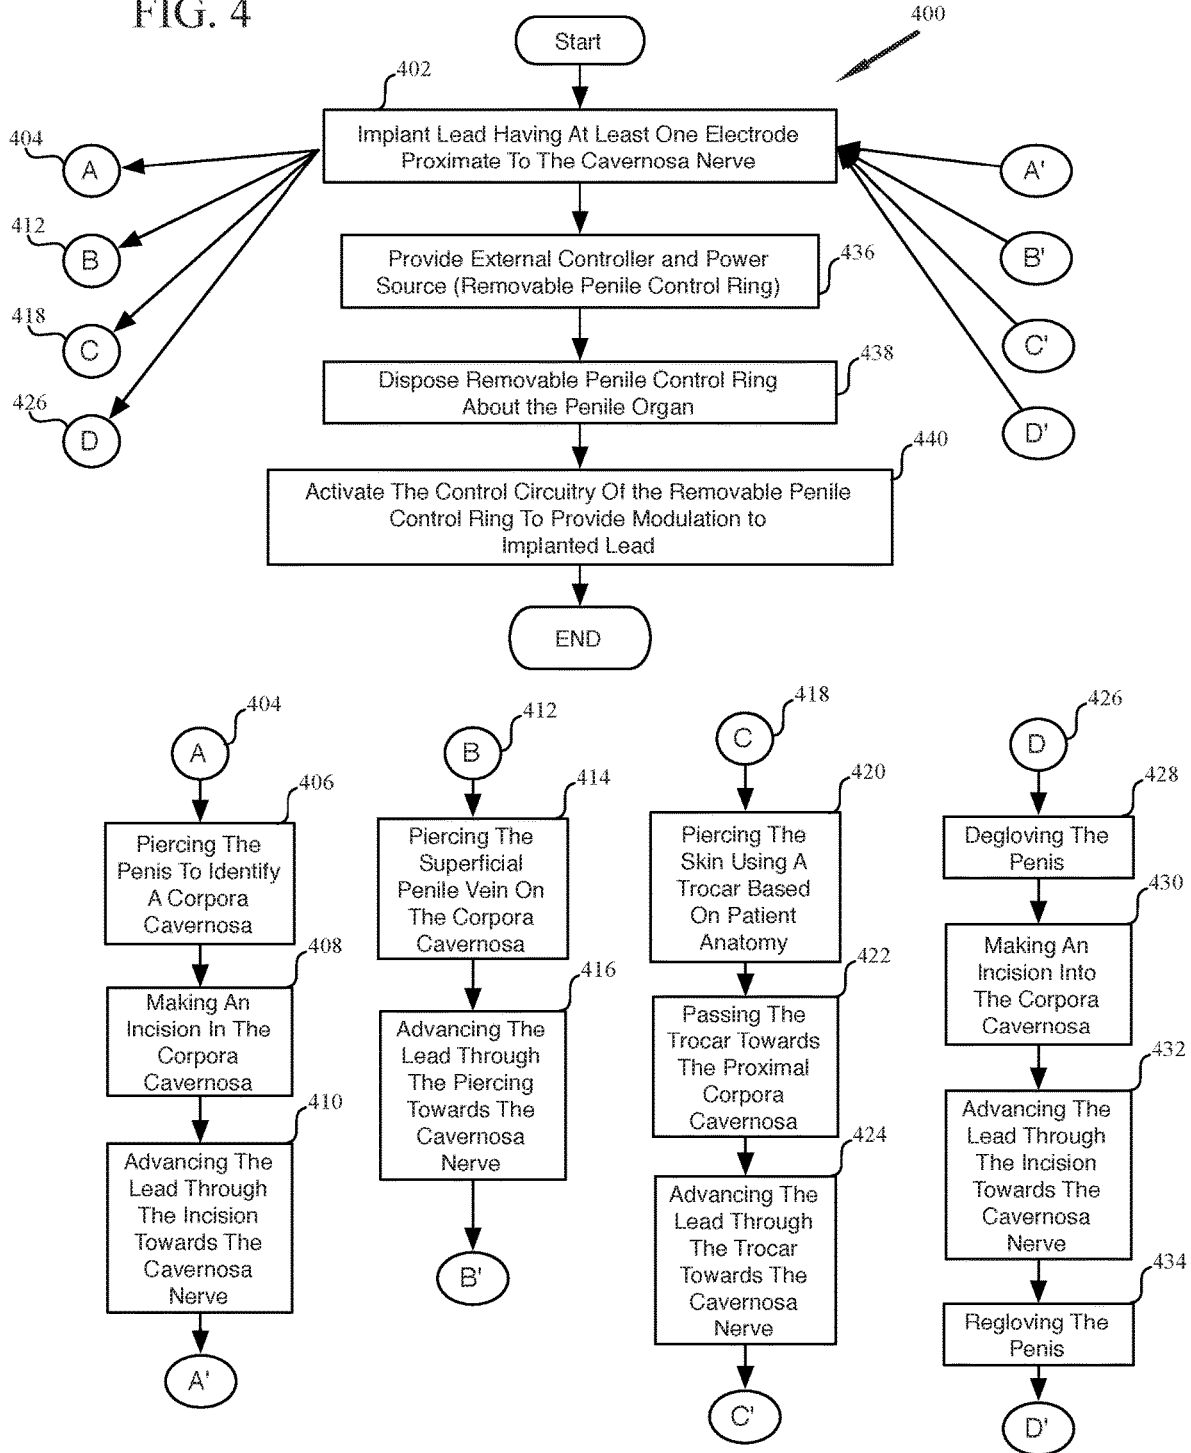 FIG. 4
400
Start
402
Implant Lead Having At Least One Electrode
Proximate To The Cavernosa Nerve
404
A
412
B
418
C
426
D
A'
B'
C'
D'
Provide External Controller and Power
Source (Removable Penile Control Ring)
436
Dispose Removable Penile Control Ring
About the Penile Organ
438
440
Activate The Control Circuitry Of the Removable Penile
Control Ring To Provide Modulation to
Implanted Lead
END
404
A
406
Piercing The
Penis To Identify
A Corpora
Cavernosa
408
Making An
Incision In The
Corpora
Cavernosa
410
Advancing The
Lead Through
The Incision
Towards The
Cavernosa
Nerve
A'
412
B
414
Piercing The
Superficial
Penile Vein On
The Corpora
Cavernosa
416
Advancing The
Lead Through
The Piercing
Towards The
Cavernosa
Nerve
B'
418
C
420
Piercing The
Skin Using A
Trocar Based
On Patient
Anatomy
422
Passing The
Trocar Towards
The Proximal
Corpora
Cavernosa
424
Advancing The
Lead Through
The Trocar
Towards The
Cavernosa
Nerve
C'
426
D
428
Degloving The
Penis
430
Making An
Incision Into
The Corpora
Cavernosa
432
Advancing The
Lead Through
The Incision
Towards The
Cavernosa
Nerve
434
Regloving The
Penis
D'